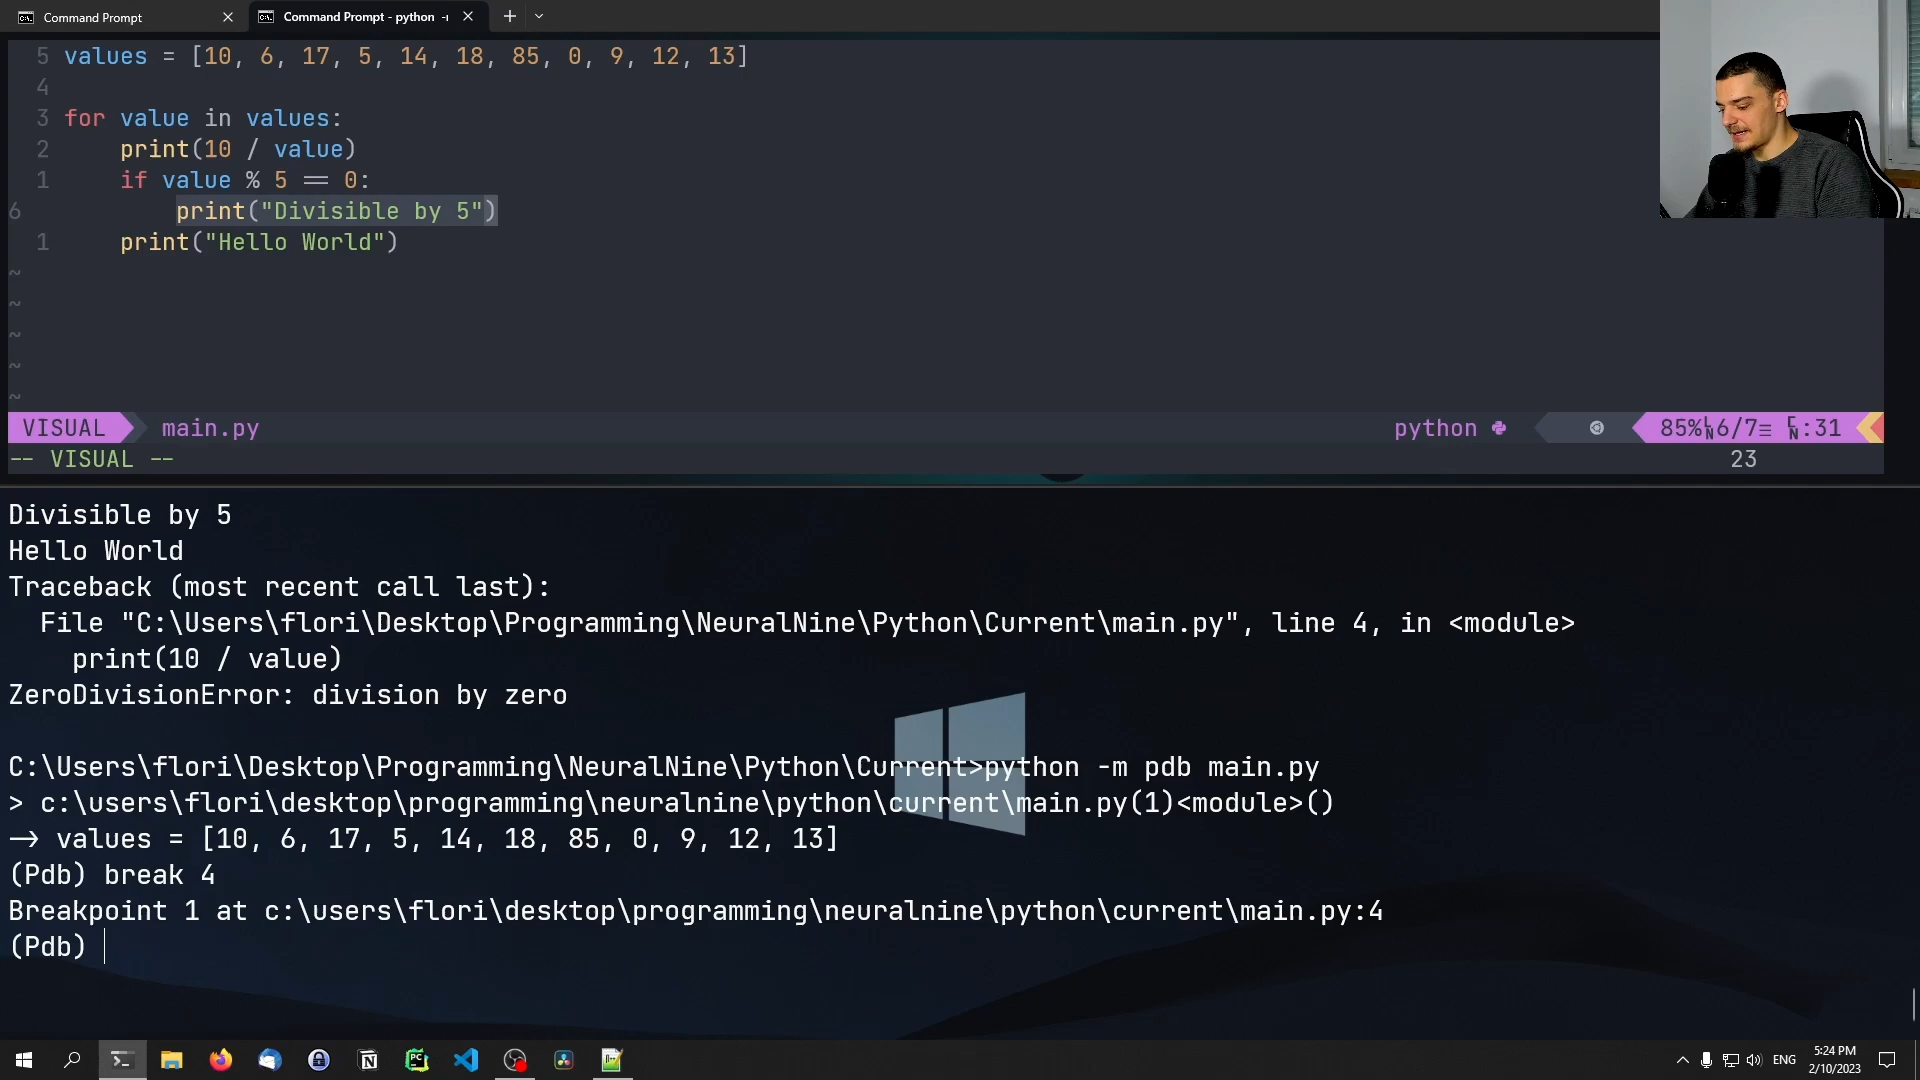 Command Prompt
Command Prompt - python -
5 values = [10, 6, 17, 5, 14, 18, 85, 0, 9, 12, 13]
4
3 for value in values:
2 print(10 / value)
1 if value % 5 == 0:
6 print("Divisible by 5")
1 print("Hello World")
~
~
~
~
~
VISUAL main.py python 85% LN 6/7 CN:31
-- VISUAL -- 23
Divisible by 5
Hello World
Traceback (most recent call last):
File "C:\Users\flori\Desktop\Programming\NeuralNine\Python\Current\main.py", line 4, in <module>
print(10 / value)
ZeroDivisionError: division by zero
C:\Users\flori\Desktop\Programming\NeuralNine\Python\Current>python -m pdb main.py
> c:\users\flori\desktop\programming\neuralnine\python\current\main.py(1)<module>()
-> values = [10, 6, 17, 5, 14, 18, 85, 0, 9, 12, 13]
(Pdb) break 4
Breakpoint 1 at c:\users\flori\desktop\programming\neuralnine\python\current\main.py:4
(Pdb)
ENG
5:24 PM
2/10/2023